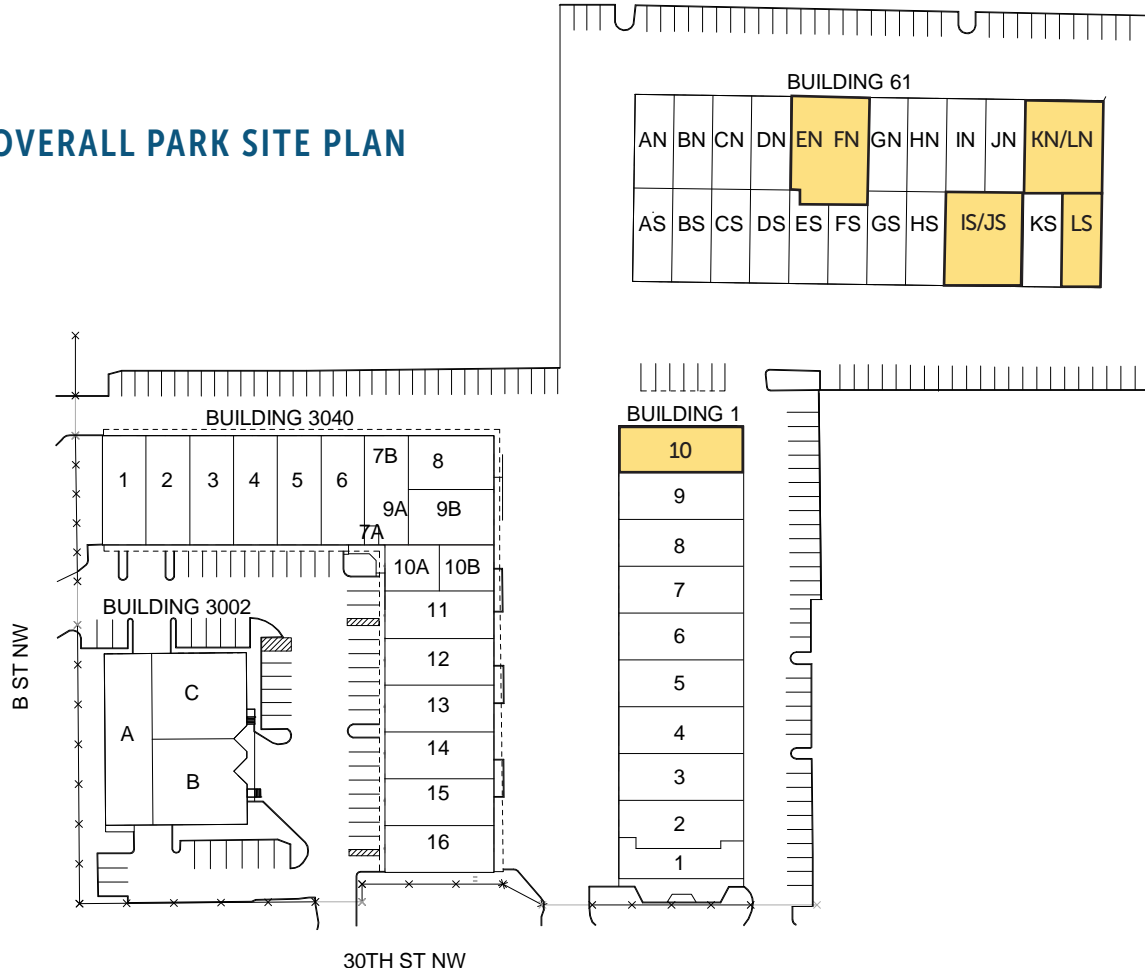 BUILDING 61
OVERALL PARK SITE PLAN
AN BN CN DN EN FN GN HN IN JN KN/LN
AS BS CS DS ES FS GS HS IS/JS KS LS
BUILDING 3040
BUILDING 1
1 2 3 4 5 6 7B 8
9A 9B
7A
10A 10B
11
12
13
14
15
16
10
9
8
7
6
5
4
3
2
1
BUILDING 3002
A
C
B
B ST NW
30TH ST NW